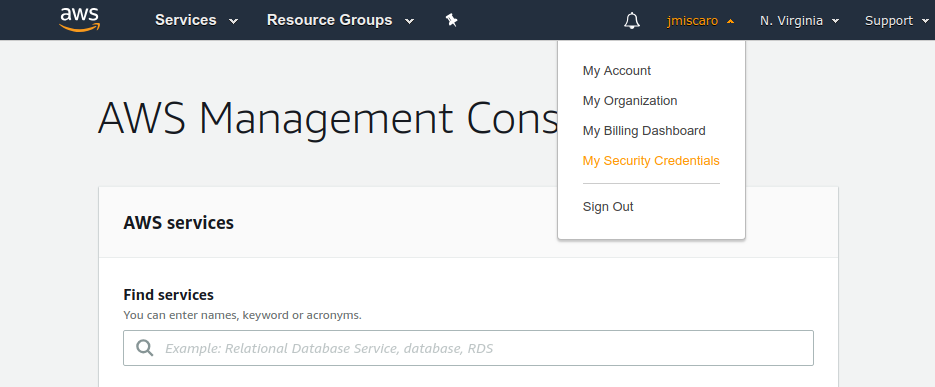 aws Services Resource Groups jmiscaro N. Virginia Support
My Account
My Organization
My Billing Dashboard
My Security Credentials
Sign Out
AWS Management Cons
AWS services
Find services
You can enter names, keyword or acronyms.
Example: Relational Database Service, database, RDS